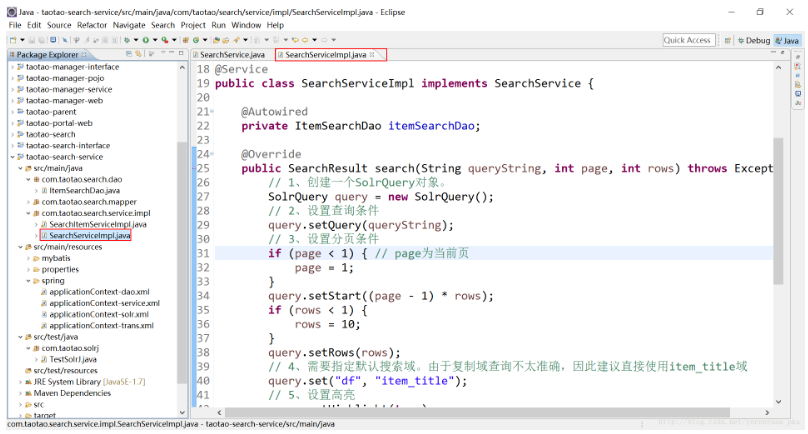 Java - taotao-search-service/src/main/java/com/taotao/search/service/impl/SearchServiceImpl.java - Eclipse
File Edit Source Refactor Navigate Search Project Run Window Help
Quick Access
Debug
Java
Package Explorer
taotao-manager-interface
taotao-manager-pojo
taotao-manager-service
taotao-manager-web
taotao-parent
taotao-portal-web
taotao-search
taotao-search-interface
taotao-search-service
src/main/java
com.taotao.search.dao
ItemSearchDao.java
com.taotao.search.mapper
com.taotao.search.service.impl
SearchItemServiceImpl.java
SearchServiceImpl.java
src/main/resources
mybatis
properties
spring
applicationContext-dao.xml
applicationContext-service.xml
applicationContext-solr.xml
applicationContext-trans.xml
src/test/java
com.taotao.solrj
TestSolrJ.java
src/test/resources
JRE System Library [JavaSE-1.7]
Maven Dependencies
src
target
SearchService.java
SearchServiceImpl.java
18 @Service
19 public class SearchServiceImpl implements SearchService {
20
21 @Autowired
22 private ItemSearchDao itemSearchDao;
23
24 @Override
25 public SearchResult search(String queryString, int page, int rows) throws Except
26 // 1、创建一个SolrQuery对象。
27 SolrQuery query = new SolrQuery();
28 // 2、设置查询条件
29 query.setQuery(queryString);
30 // 3、设置分页条件
31 if (page < 1) { // page为当前页
32 page = 1;
33 }
34 query.setStart((page - 1) * rows);
35 if (rows < 1) {
36 rows = 10;
37 }
38 query.setRows(rows);
39 // 4、需要指定默认搜索域。由于复制域查询不太准确，因此建议直接使用item_title域
40 query.set("df", "item_title");
41 // 5、设置高亮
com.taotao.search.service.impl.SearchServiceImpl.java - taotao-search-service/src/main/java